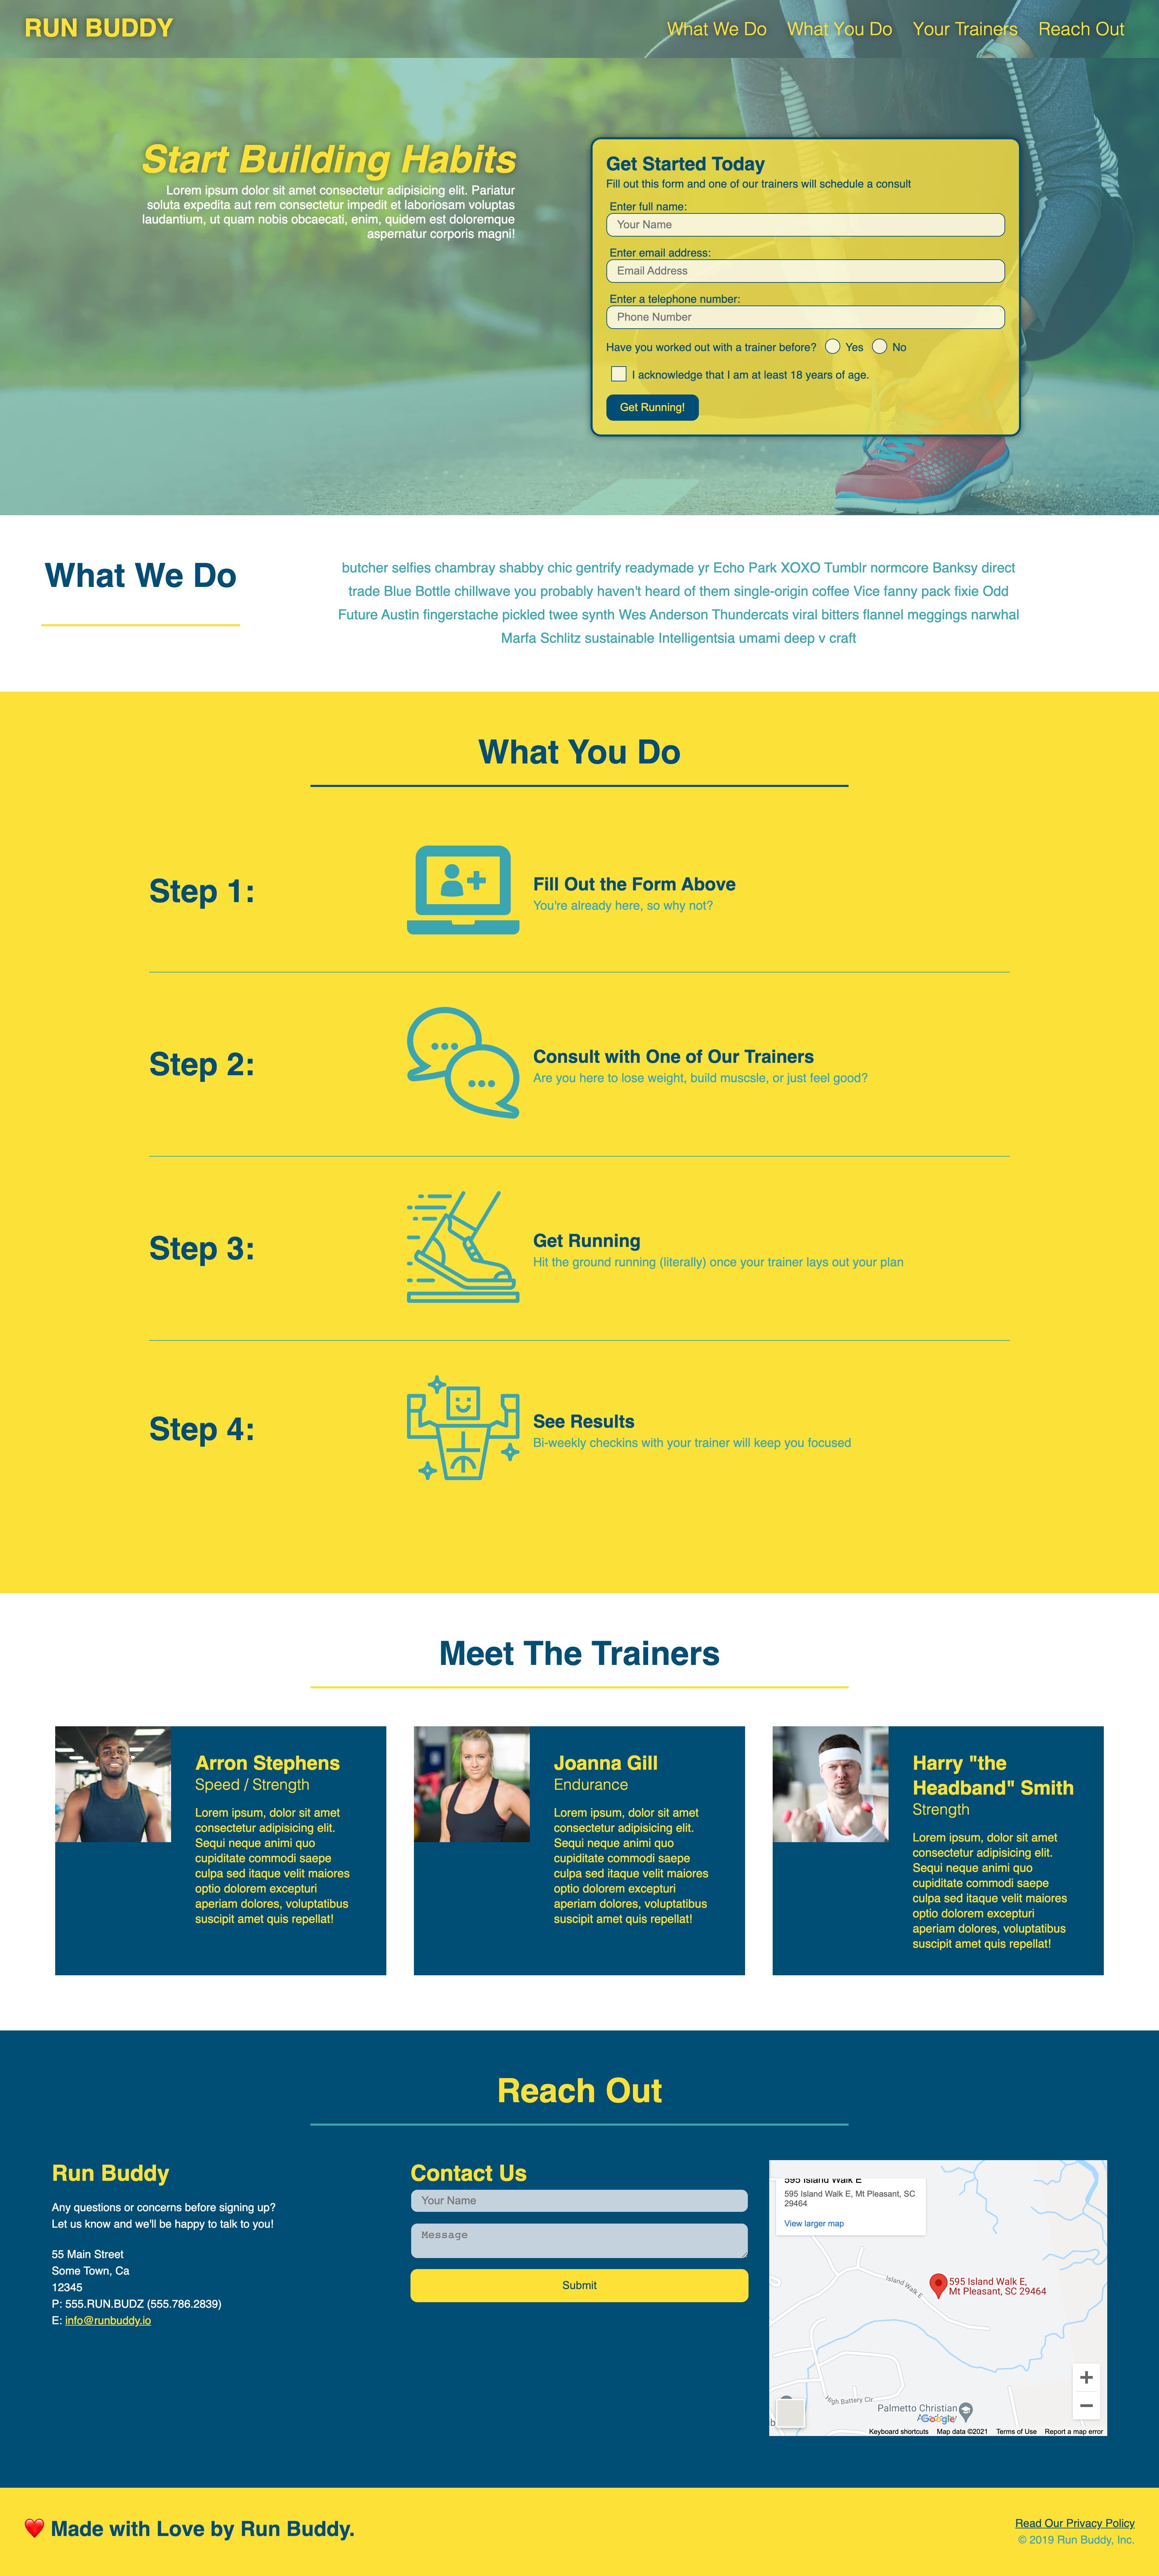 RUN BUDDY
What We Do What You Do Your Trainers Reach Out
Start Building Habits
Lorem ipsum dolor sit amet consectetur adipisicing elit. Pariatur
soluta expedita aut rem consectetur impedit et laboriosam voluptas
laudantium, ut quam nobis obcaecati, enim, quidem est doloremque
aspernatur corporis magni!
Get Started Today
Fill out this form and one of our trainers will schedule a consult
Enter full name:
Your Name
Enter email address:
Email Address
Enter a telephone number:
Phone Number
Have you worked out with a trainer before? Yes No
I acknowledge that I am at least 18 years of age.
Get Running!
What We Do
butcher selfies chambray shabby chic gentrify readymade yr Echo Park XOXO Tumblr normcore Banksy direct
trade Blue Bottle chillwave you probably haven't heard of them single-origin coffee Vice fanny pack fixie Odd
Future Austin fingerstache pickled twee synth Wes Anderson Thundercats viral bitters flannel meggings narwhal
Marfa Schlitz sustainable Intelligentsia umami deep v craft
What You Do
Step 1:
Fill Out the Form Above
You're already here, so why not?
Step 2:
Consult with One of Our Trainers
Are you here to lose weight, build muscsle, or just feel good?
Step 3:
Get Running
Hit the ground running (literally) once your trainer lays out your plan
Step 4:
See Results
Bi-weekly checkins with your trainer will keep you focused
Meet The Trainers
Arron Stephens
Speed / Strength
Lorem ipsum, dolor sit amet
consectetur adipisicing elit.
Sequi neque animi quo
cupiditate commodi saepe
culpa sed itaque velit maiores
optio dolorem excepturi
aperiam dolores, voluptatibus
suscipit amet quis repellat!
Joanna Gill
Endurance
Lorem ipsum, dolor sit amet
consectetur adipisicing elit.
Sequi neque animi quo
cupiditate commodi saepe
culpa sed itaque velit maiores
optio dolorem excepturi
aperiam dolores, voluptatibus
suscipit amet quis repellat!
Harry "the
Headband" Smith
Strength
Lorem ipsum, dolor sit amet
consectetur adipisicing elit.
Sequi neque animi quo
cupiditate commodi saepe
culpa sed itaque velit maiores
optio dolorem excepturi
aperiam dolores, voluptatibus
suscipit amet quis repellat!
Reach Out
Run Buddy
Any questions or concerns before signing up?
Let us know and we'll be happy to talk to you!
55 Main Street
Some Town, Ca
12345
P: 555.RUN.BUDZ (555.786.2839)
E: info@runbuddy.io
Contact Us
Your Name
Message
Submit
595 Island Walk E
595 Island Walk E, Mt Pleasant, SC
29464
View larger map
Island Walk E
595 Island Walk E,
Mt Pleasant, SC 29464
High Battery Cir
Palmetto Christian
Google
Keyboard shortcuts Map data ©2021 Terms of Use Report a map error
Made with Love by Run Buddy.
Read Our Privacy Policy
© 2019 Run Buddy, Inc.